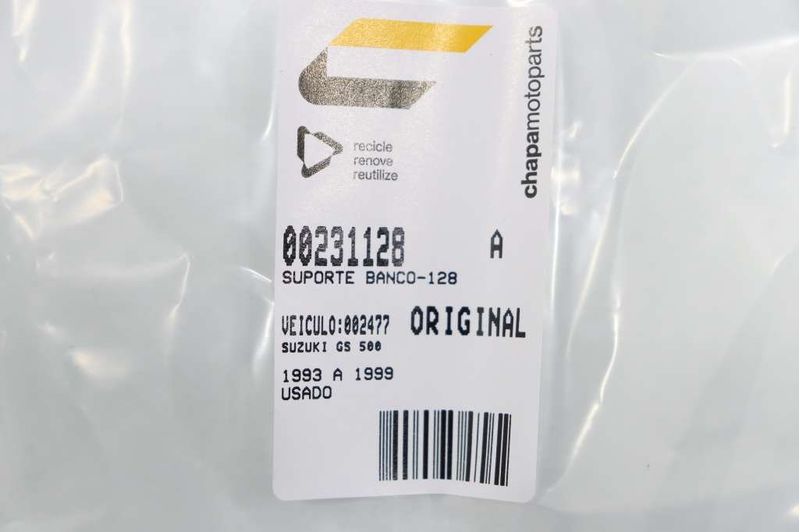 chapamotoparts
recicle
renove
reutilize
00231128 A
SUPORTE BANCO-128
VEICULO:002477 ORIGINAL
SUZUKI GS 500
1993 A 1999
USADO